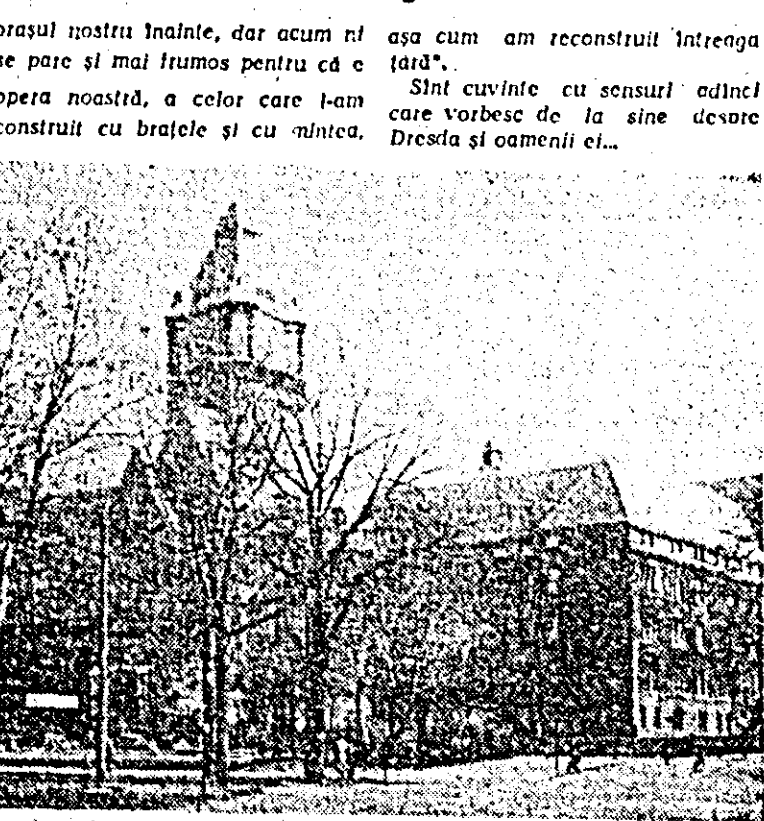 orașul nostru înainte, dar acum ni
se pare și mai frumos pentru că e
opera noastră, a celor care l-am
construit cu brațele și cu mintea,
așa cum am reconstruit întreaga
țară".
Sînt cuvinte cu sensuri adînci
care vorbesc de la sine despre
Dresda și oamenii ei...